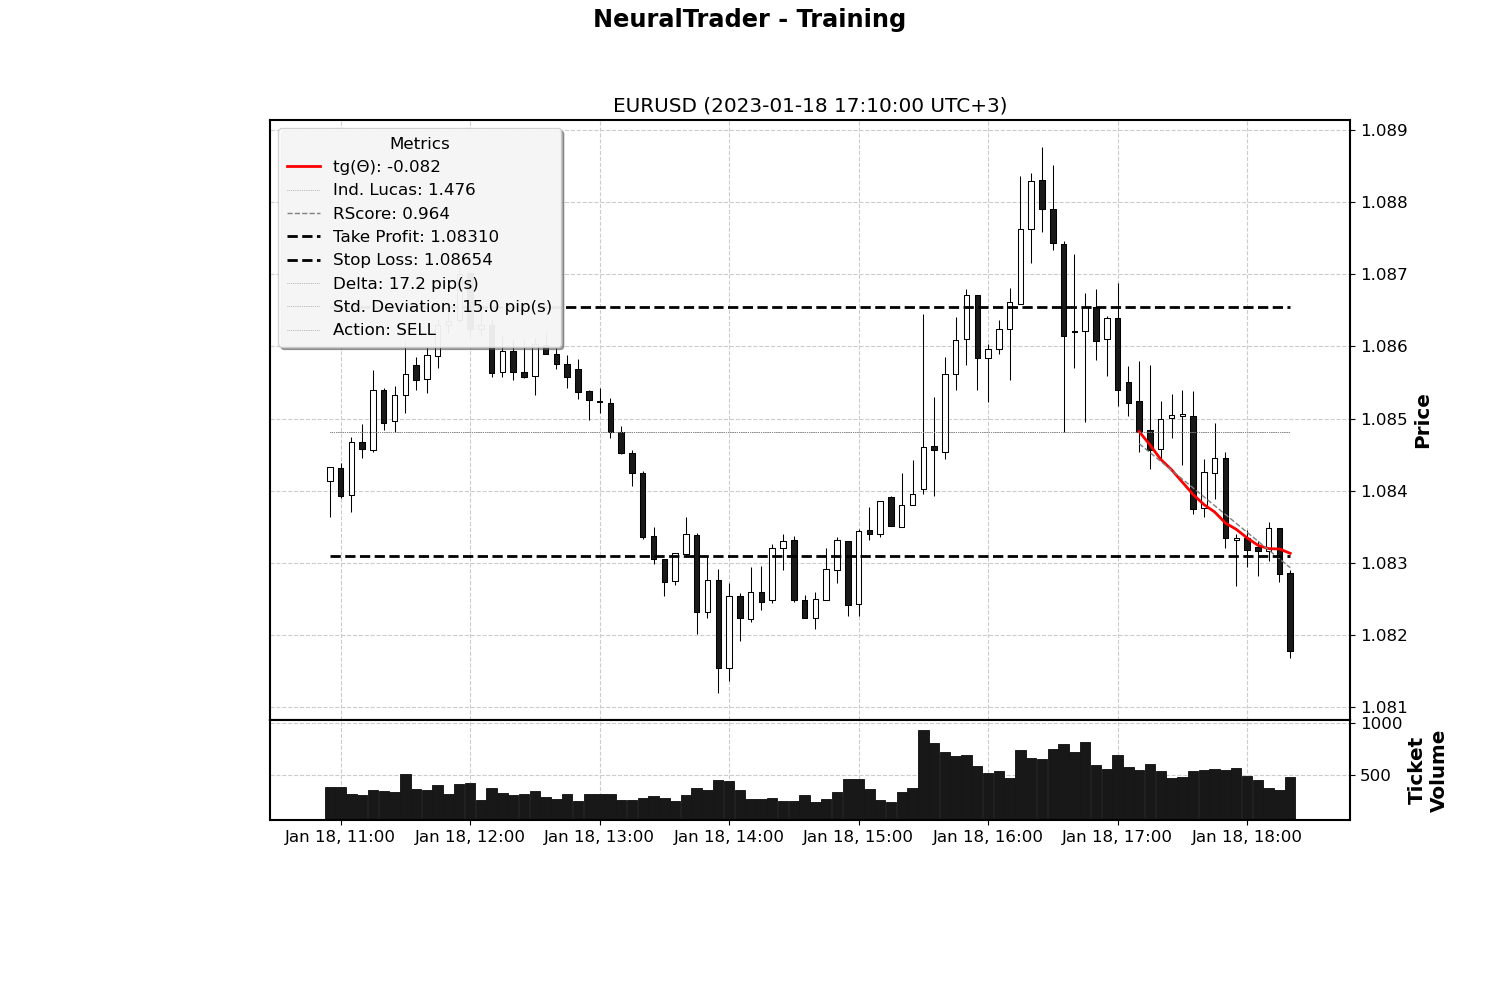 NeuralTrader - Training
EURUSD (2023-01-18 17:10:00 UTC+3)
Metrics
tg(Θ): -0.082
Ind. Lucas: 1.476
RScore: 0.964
Take Profit: 1.08310
Stop Loss: 1.08654
Delta: 17.2 pip(s)
Std. Deviation: 15.0 pip(s)
Action: SELL
1.089
1.088
1.087
1.086
1.085
1.084
1.083
1.082
1.081
Price
1000
500
Ticket
Volume
Jan 18, 11:00
Jan 18, 12:00
Jan 18, 13:00
Jan 18, 14:00
Jan 18, 15:00
Jan 18, 16:00
Jan 18, 17:00
Jan 18, 18:00